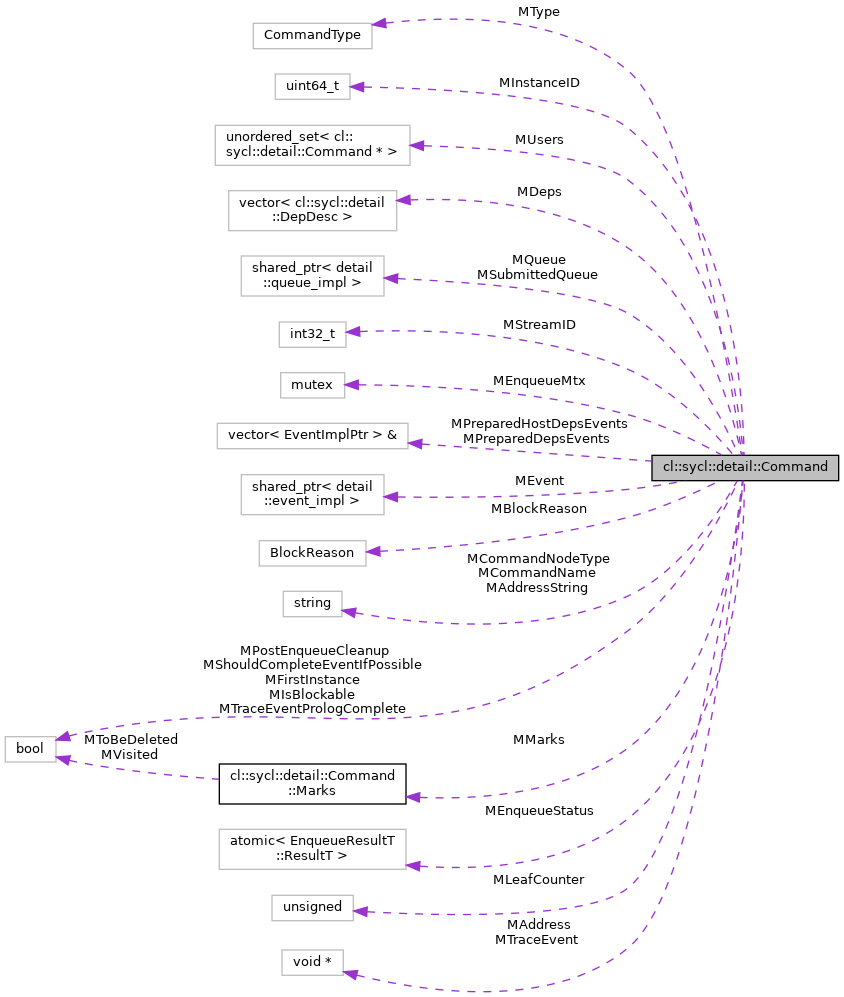 MType
CommandType
MInstanceID
uint64_t
MUsers
unordered_set< cl::
sycl::detail::Command * >
MDeps
vector< cl::sycl::detail
::DepDesc >
MQueue
MSubmittedQueue
shared_ptr< detail
::queue_impl >
MStreamID
int32_t
MEnqueueMtx
mutex
MPreparedHostDepsEvents
MPreparedDepsEvents
vector< EventImplPtr > &
cl::sycl::detail::Command
MEvent
shared_ptr< detail
::event_impl >
MBlockReason
BlockReason
MCommandNodeType
MCommandName
MAddressString
string
MPostEnqueueCleanup
MShouldCompleteEventIfPossible
MFirstInstance
MIsBlockable
MTraceEventPrologComplete
bool
MToBeDeleted
MVisited
MMarks
cl::sycl::detail::Command
::Marks
MEnqueueStatus
atomic< EnqueueResultT
::ResultT >
MLeafCounter
unsigned
MAddress
MTraceEvent
void *